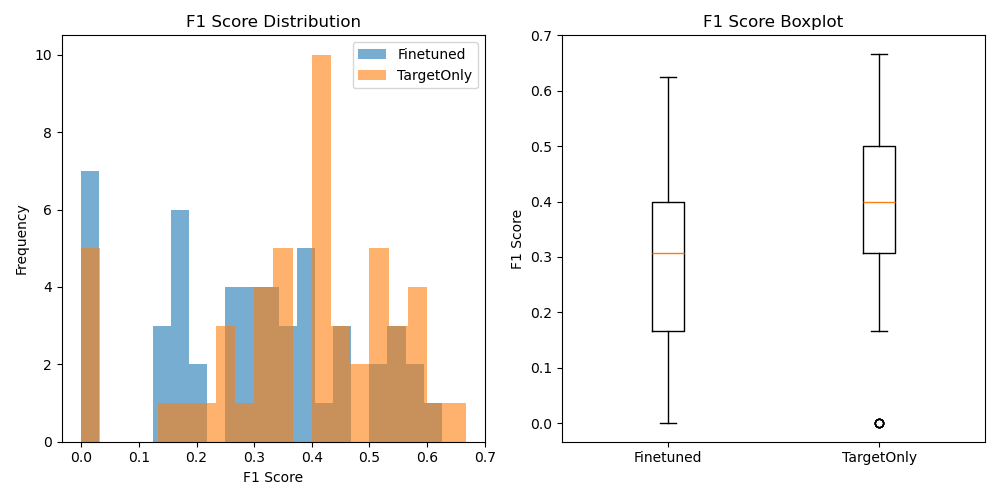 F1 Score Distribution
Frequency
10
8
6
4
2
0
0.0 0.1 0.2 0.3 0.4 0.5 0.6 0.7
F1 Score
Finetuned
TargetOnly
F1 Score Boxplot
F1 Score
0.7
0.6
0.5
0.4
0.3
0.2
0.1
0.0
Finetuned TargetOnly